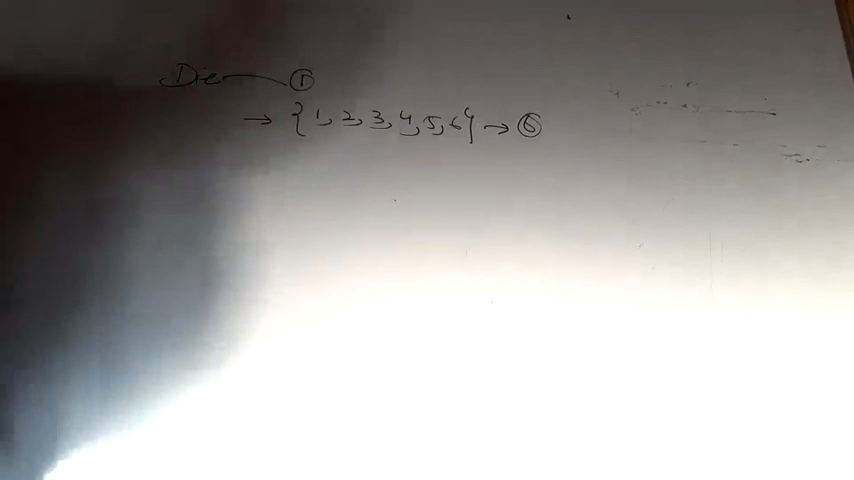 Die — ①
→ {1, 2, 3, 4, 5, 6} → ⑥